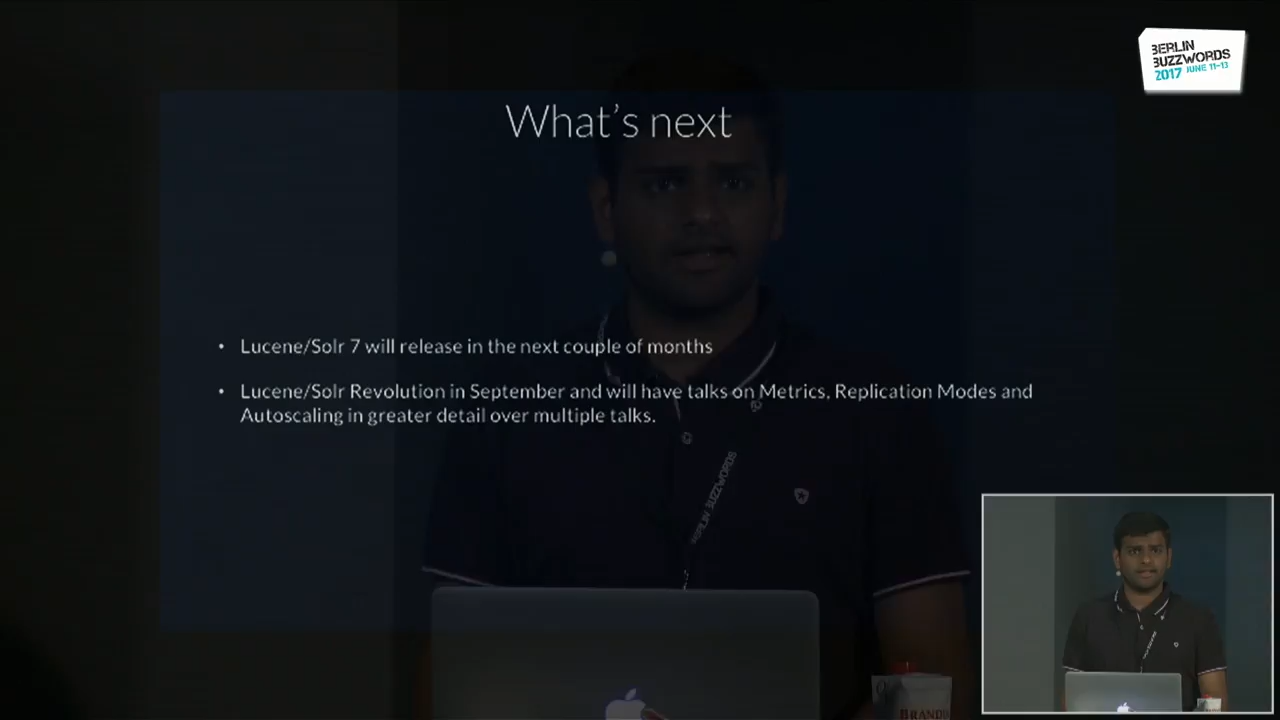 BERLIN
BUZZWORDS
2017 JUNE 11-13
What's next
• Lucene/Solr 7 will release in the next couple of months
• Lucene/Solr Revolution in September and will have talks on Metrics, Replication Modes and
Autoscaling in greater detail over multiple talks.
BERLIN BUZZWORDS